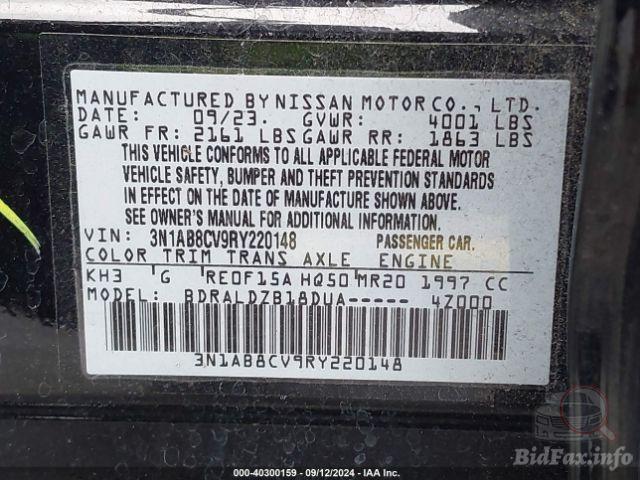 MANUFACTURED BY NISSAN MOTOR CO., LTD.
DATE: 09/23. GVWR: 4001 LBS
GAWR FR: 2161 LBS GAWR RR: 1863 LBS
THIS VEHICLE CONFORMS TO ALL APPLICABLE FEDERAL MOTOR
VEHICLE SAFETY, BUMPER AND THEFT PREVENTION STANDARDS
IN EFFECT ON THE DATE OF MANUFACTURE SHOWN ABOVE.
SEE OWNER'S MANUAL FOR ADDITIONAL INFORMATION.
VIN: 3N1AB8CV9RY220148 PASSENGER CAR.
COLOR TRIM TRANS AXLE ENGINE
KH3 G RE0F15A HQ50 MR20 1997 CC
MODEL: BDRALDZB18DUA----- 4Z000
3N1AB8CV9RY220148
BidFax.info
000-40300159 - 09/12/2024 - IAA Inc.